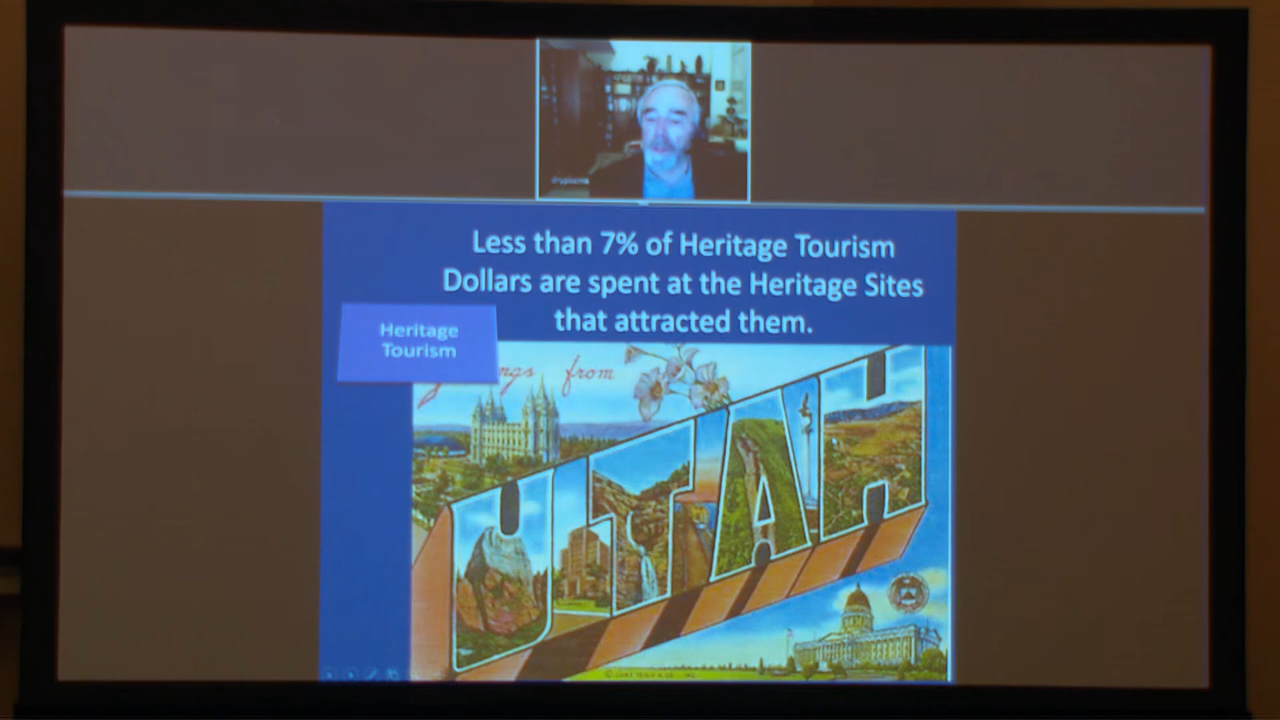 Less than 7% of Heritage Tourism
Dollars are spent at the Heritage Sites
that attracted them.
Heritage
Tourism
from
UTAH